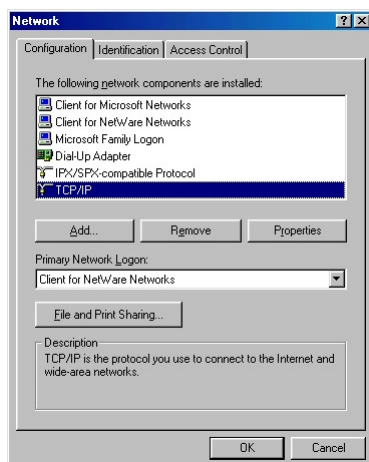 Network
Configuration Identification Access Control
The following network components are installed:
Client for Microsoft Networks
Client for NetWare Networks
Microsoft Family Logon
Dial-Up Adapter
IPX/SPX-compatible Protocol
TCP/IP
Add... Remove Properties
Primary Network Logon:
Client for NetWare Networks
File and Print Sharing...
Description
TCP/IP is the protocol you use to connect to the Internet and
wide-area networks.
OK Cancel